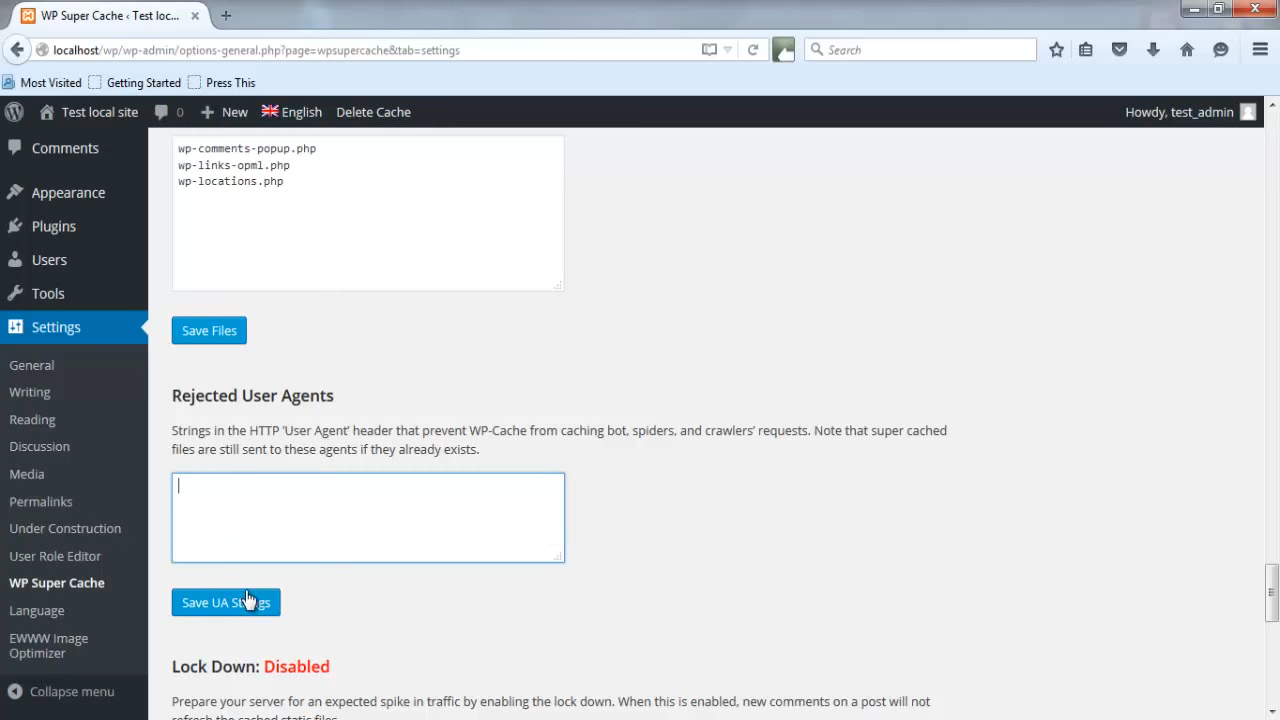 WP Super Cache ‹ Test loc...
localhost/wp/wp-admin/options-general.php?page=wpsupercache&tab=settings
Search
Most Visited
Getting Started
Press This
Test local site
0
New
English
Delete Cache
Howdy, test_admin
Comments
Appearance
Plugins
Users
Tools
Settings
General
Writing
Reading
Discussion
Media
Permalinks
Under Construction
User Role Editor
WP Super Cache
Language
EWWW Image
Optimizer
Collapse menu
wp-comments-popup.php
wp-links-opml.php
wp-locations.php
Save Files
Rejected User Agents
Strings in the HTTP ’User Agent’ header that prevent WP-Cache from caching bot, spiders, and crawlers’ requests. Note that super cached
files are still sent to these agents if they already exists.
Save UA Strings
Lock Down: Disabled
Prepare your server for an expected spike in traffic by enabling the lock down. When this is enabled, new comments on a post will not
refresh the cached static files.